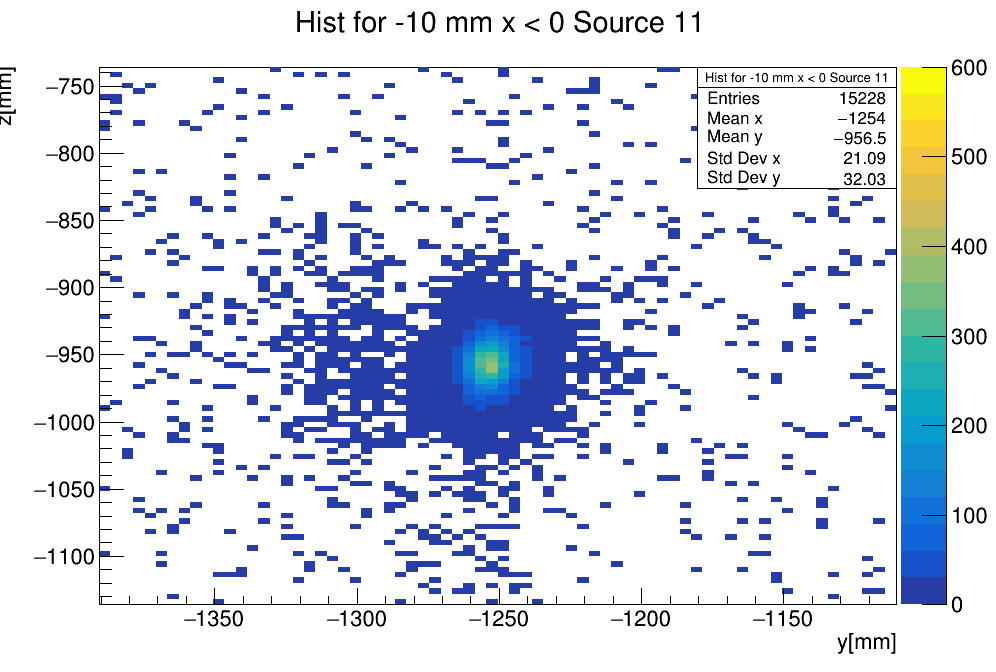 Hist for -10 mm x < 0 Source 11
z[mm]
−750
−800
−850
−900
−950
−1000
−1050
−1100
Hist for -10 mm x < 0 Source 11
Entries 15228
Mean x −1254
Mean y −956.5
Std Dev x 21.09
Std Dev y 32.03
600
500
400
300
200
100
0
−1350 −1300 −1250 −1200 −1150
y[mm]